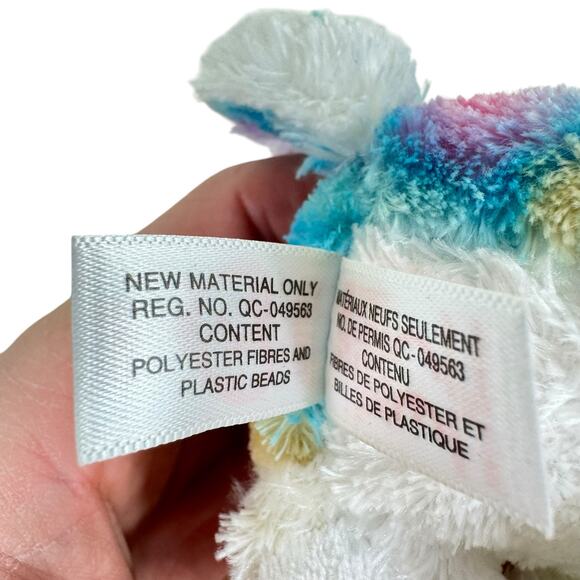 NEW MATERIAL ONLY
REG. NO. QC-049563
CONTENT
POLYESTER FIBRES AND
PLASTIC BEADS
MATÉRIAUX NEUFS SEULEMENT
NO. DE PERMIS QC-049563
CONTENU
FIBRES DE POLYESTER ET
BILLES DE PLASTIQUE